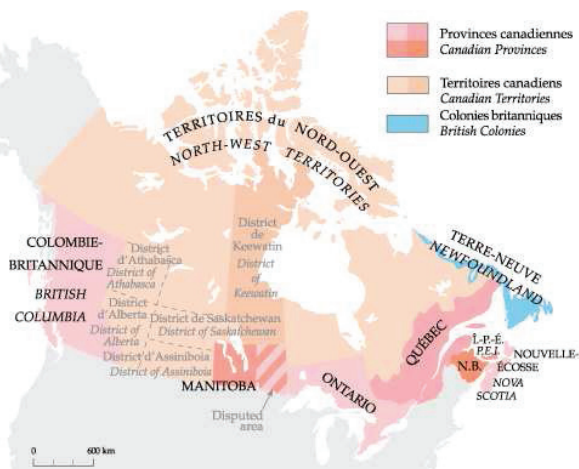 Provinces canadiennes
Canadian Provinces
Territoires canadiens
Canadian Territories
Colonies britanniques
British Colonies
TERRITOIRES du NORD-OUEST
NORTH-WEST TERRITORIES
TERRE-NEUVE
NEWFOUNDLAND
COLOMBIE-
BRITANNIQUE
BRITISH
COLUMBIA
District
d'Athabasca
District of
Athabasca
District
de
Keewatin
District
of
Keewatin
District
d'Alberta
District of
Alberta
District de Saskatchewan
District of Saskatchewan
District d'Assiniboia
District of Assiniboia
MANITOBA
Disputed
area
ONTARIO
QUÉBEC
Î.-P.-É.
P.E.I.
N.B.
NOUVELLE-
ÉCOSSE
NOVA
SCOTIA
0 600 km